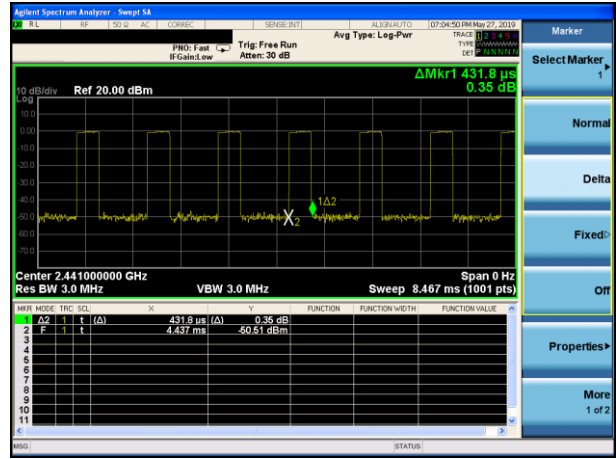 Agilent Spectrum Analyzer - Swept SA
RL RF 50 Ω AC CORREC SENSE:INT ALIGNAUTO 07:04:50 PM May 27, 2019
Avg Type: Log-Pwr TRACE 1 2 3 4 5 6
PNO: Fast Trig: Free Run TYPE
IFGain:Low Atten: 30 dB DET P N N N N N
ΔMkr1 431.8 µs
0.35 dB
10 dB/div Ref 20.00 dBm
Log
10.0
0.00
-10.0
-20.0
-30.0
-40.0
-50.0
-60.0
-70.0
1Δ2
X2
Center 2.441000000 GHz Span 0 Hz
Res BW 3.0 MHz VBW 3.0 MHz Sweep 8.467 ms (1001 pts)
MKR MODE TRC SCL X Y FUNCTION FUNCTION WIDTH FUNCTION VALUE
1 Δ2 1 t (Δ) 431.8 µs (Δ) 0.35 dB
2 F 1 t 4.437 ms -50.51 dBm
3
4
5
6
7
8
9
10
11
MSG STATUS
Marker
Select Marker
1
Normal
Delta
Fixed
Off
Properties
More
1 of 2